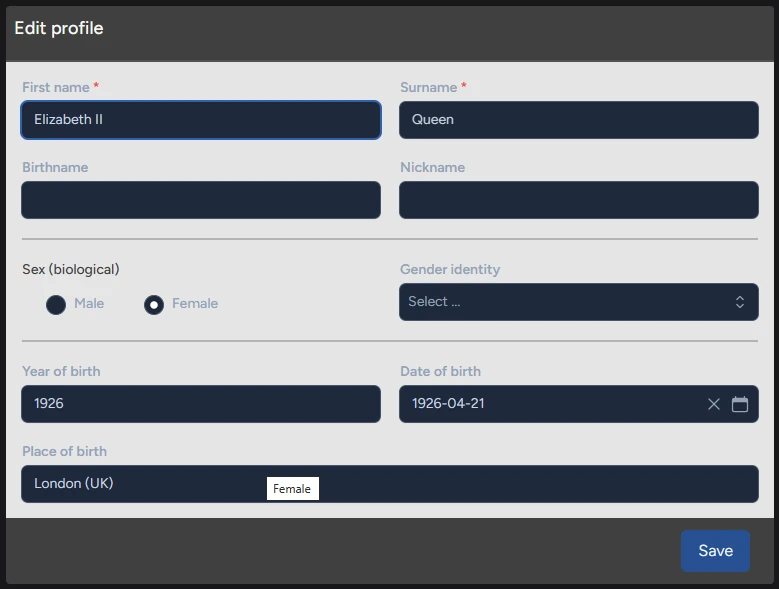 Edit profile
First name * Surname *
Elizabeth II Queen
Birthname Nickname
Sex (biological) Gender identity
Male Female Select ...
Year of birth Date of birth
1926 1926-04-21
Place of birth
London (UK)
Female
Save